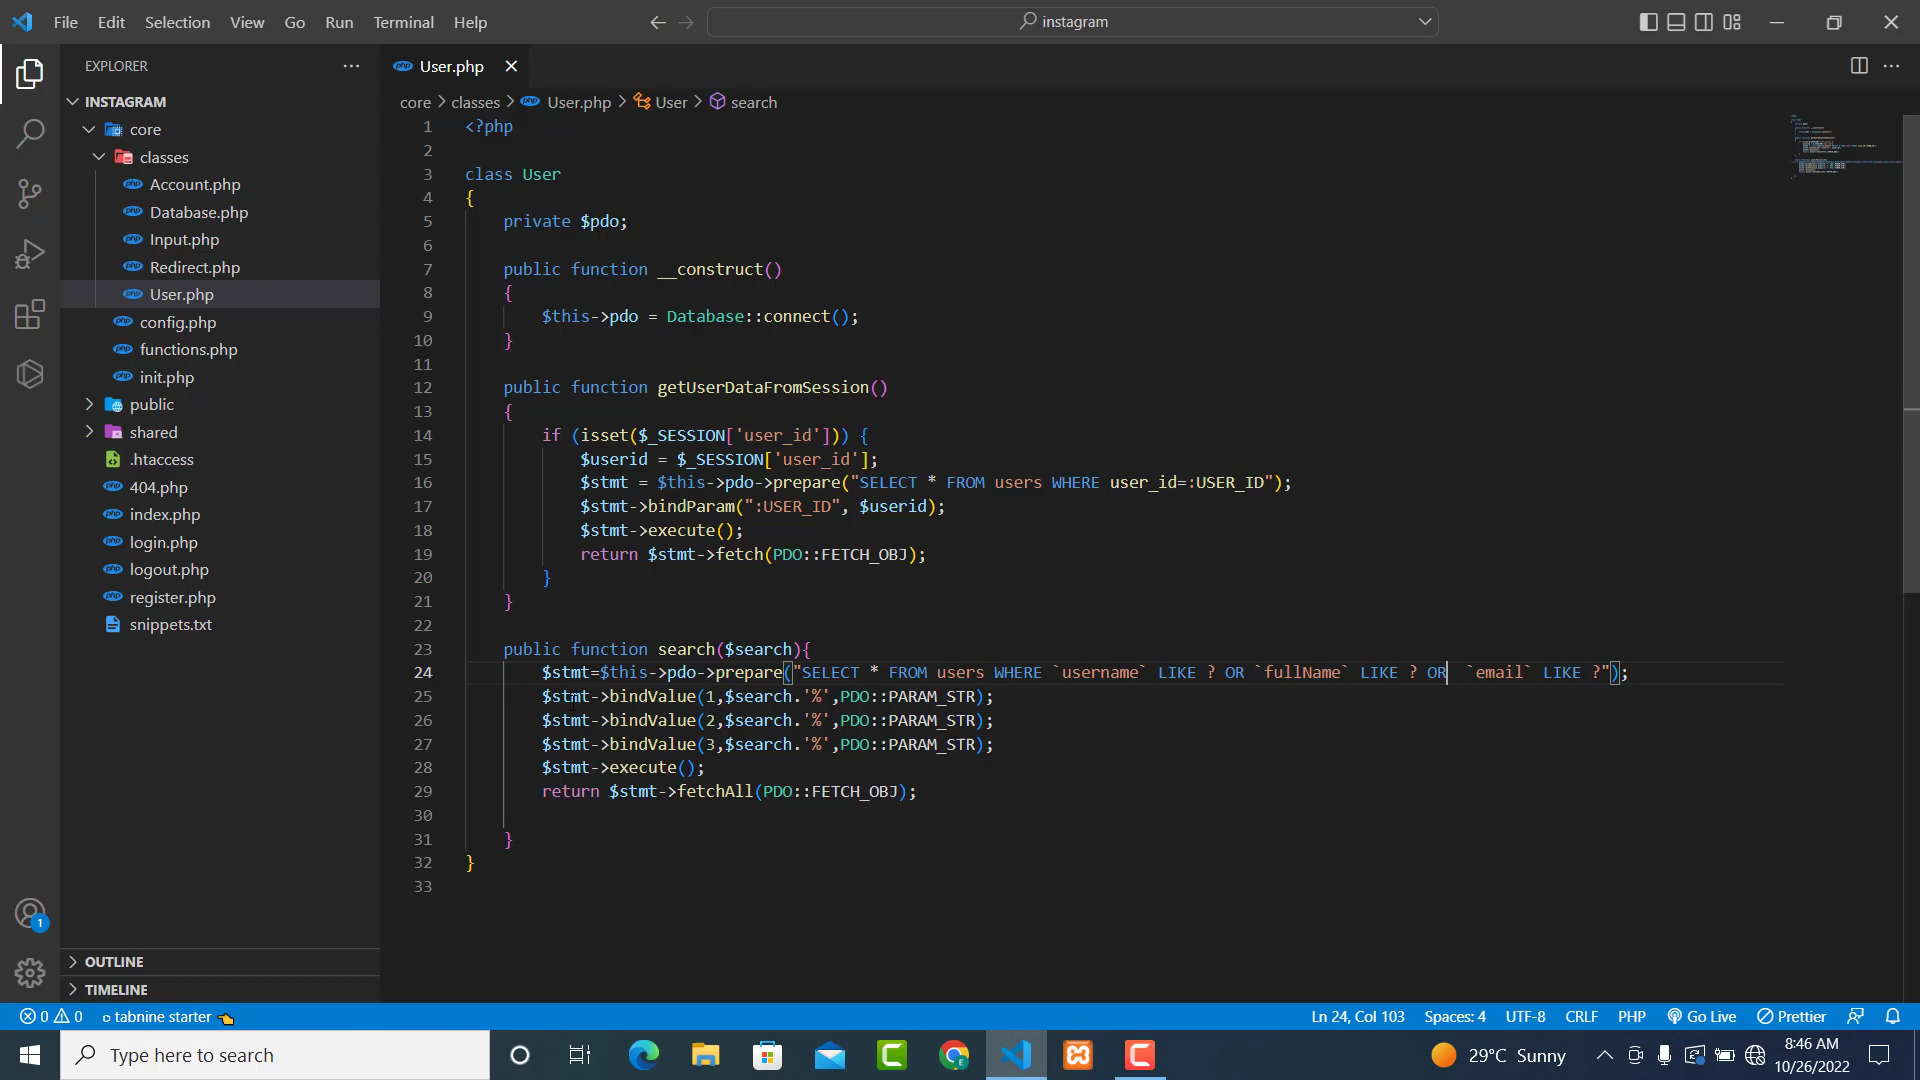 File Edit Selection View Go Run Terminal Help
instagram
EXPLORER
INSTAGRAM
core
classes
Account.php
Database.php
Input.php
Redirect.php
User.php
config.php
functions.php
init.php
public
shared
.htaccess
404.php
index.php
login.php
logout.php
register.php
snippets.txt
OUTLINE
TIMELINE
User.php
core > classes > User.php > User > search
1 <?php
2
3 class User
4 {
5 private $pdo;
6
7 public function __construct()
8 {
9 $this->pdo = Database::connect();
10 }
11
12 public function getUserDataFromSession()
13 {
14 if (isset($_SESSION['user_id'])) {
15 $userid = $_SESSION['user_id'];
16 $stmt = $this->pdo->prepare("SELECT * FROM users WHERE user_id=:USER_ID");
17 $stmt->bindParam(":USER_ID", $userid);
18 $stmt->execute();
19 return $stmt->fetch(PDO::FETCH_OBJ);
20 }
21 }
22
23 public function search($search){
24 $stmt=$this->pdo->prepare("SELECT * FROM users WHERE `username` LIKE ? OR `fullName` LIKE ? OR  `email` LIKE ?");
25 $stmt->bindValue(1,$search.'%',PDO::PARAM_STR);
26 $stmt->bindValue(2,$search.'%',PDO::PARAM_STR);
27 $stmt->bindValue(3,$search.'%',PDO::PARAM_STR);
28 $stmt->execute();
29 return $stmt->fetchAll(PDO::FETCH_OBJ);
30
31 }
32 }
33
1
0 0 tabnine starter Ln 24, Col 103 Spaces: 4 UTF-8 CRLF PHP Go Live Prettier
Type here to search
29°C Sunny
8:46 AM
10/26/2022